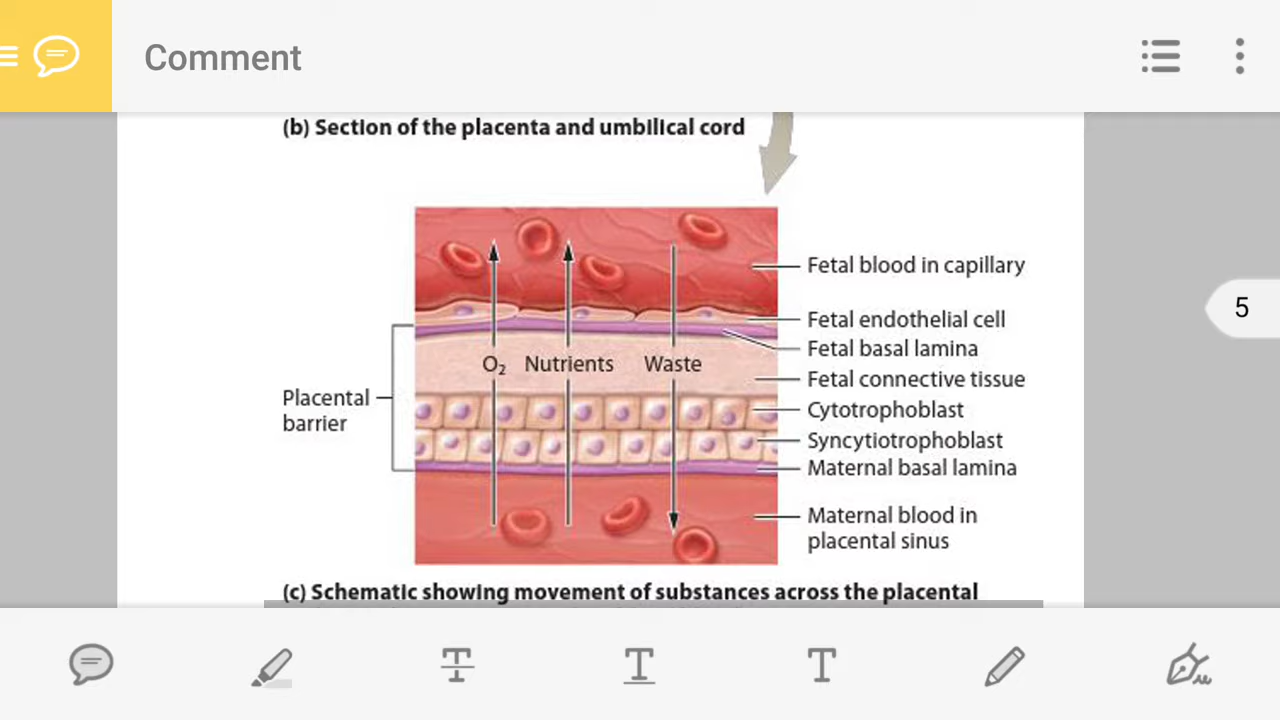 Comment
(b) Section of the placenta and umbilical cord
Fetal blood in capillary
Fetal endothelial cell
Fetal basal lamina
O₂ Nutrients Waste
Fetal connective tissue
Placental
barrier
Cytotrophoblast
Syncytiotrophoblast
Maternal basal lamina
Maternal blood in
placental sinus
(c) Schematic showing movement of substances across the placental
5
T
T
T